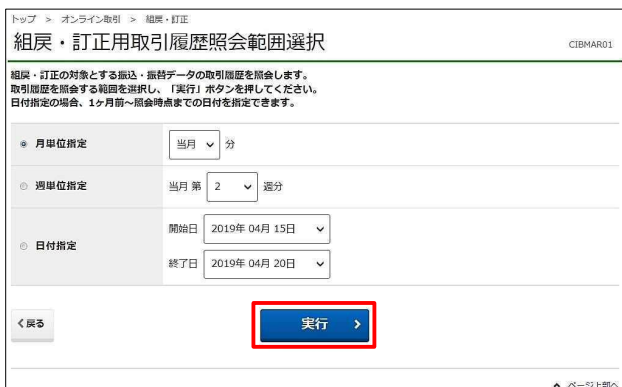 トップ > オンライン取引 > 組戻・訂正
組戻・訂正用取引履歴照会範囲選択
CIBMAR01
組戻・訂正の対象とする振込・振替データの取引履歴を照会します。
取引履歴を照会する範囲を選択し、「実行」ボタンを押してください。
日付指定の場合、1ヶ月前～照会時点までの日付を指定できます。
月単位指定 当月 分
週単位指定 当月 第 2 週分
日付指定
開始日 2019年 04月 15日
終了日 2019年 04月 20日
戻る
実行
ページ上部へ